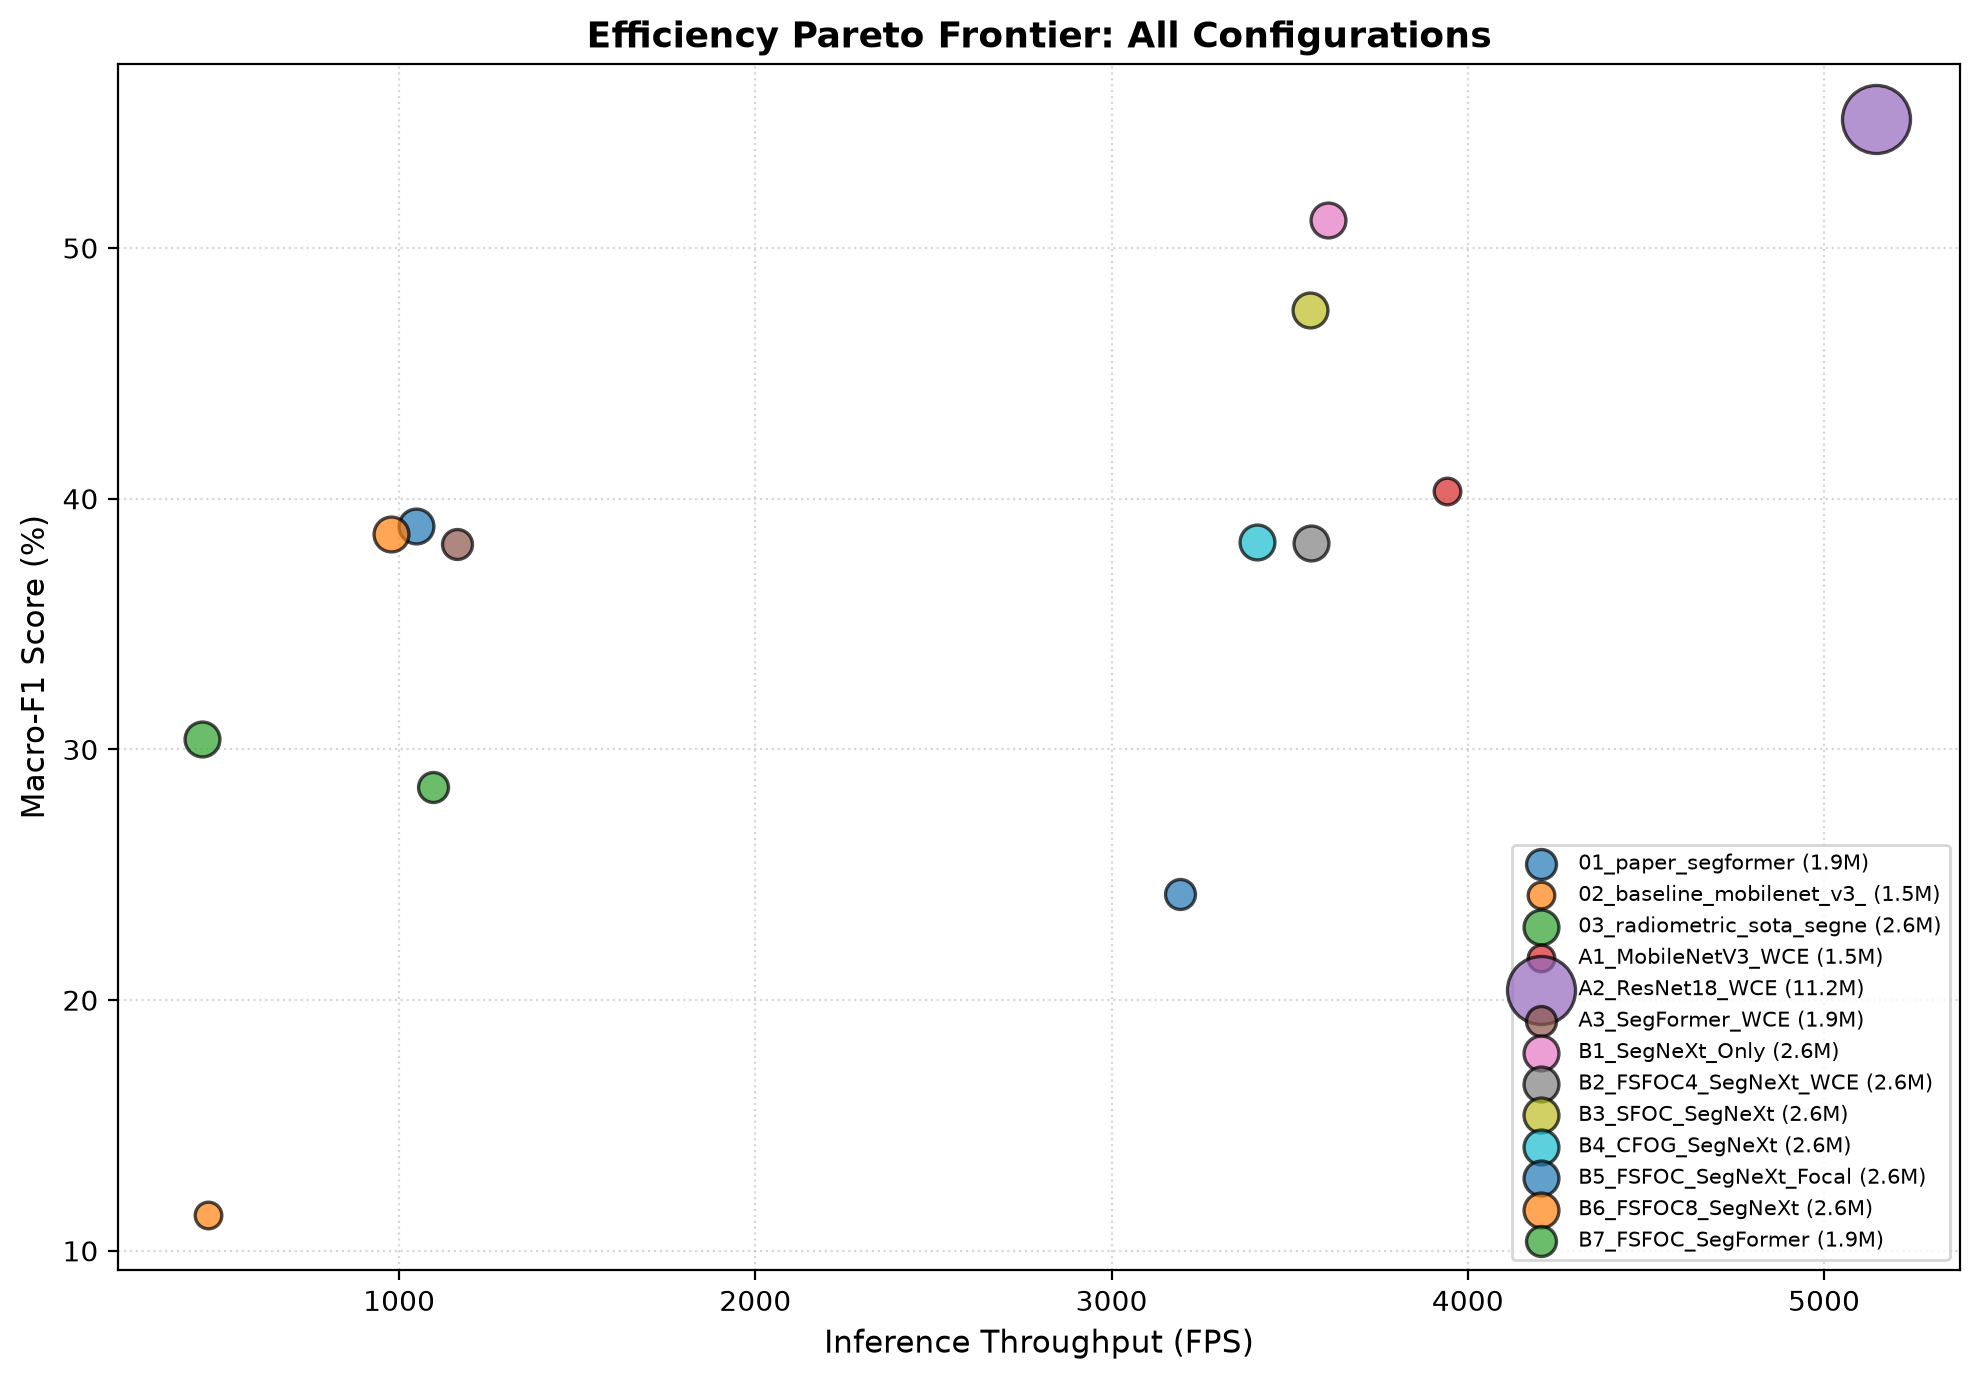 Efficiency Pareto Frontier: All Configurations
Macro-F1 Score (%)
50
40
30
20
10
01_paper_segformer (1.9M)
02_baseline_mobilenet_v3_ (1.5M)
03_radiometric_sota_segne (2.6M)
A1_MobileNetV3_WCE (1.5M)
A2_ResNet18_WCE (11.2M)
A3_SegFormer_WCE (1.9M)
B1_SegNeXt_Only (2.6M)
B2_FSFOC4_SegNeXt_WCE (2.6M)
B3_SFOC_SegNeXt (2.6M)
B4_CFOG_SegNeXt (2.6M)
B5_FSFOC_SegNeXt_Focal (2.6M)
B6_FSFOC8_SegNeXt (2.6M)
B7_FSFOC_SegFormer (1.9M)
1000 2000 3000 4000 5000
Inference Throughput (FPS)